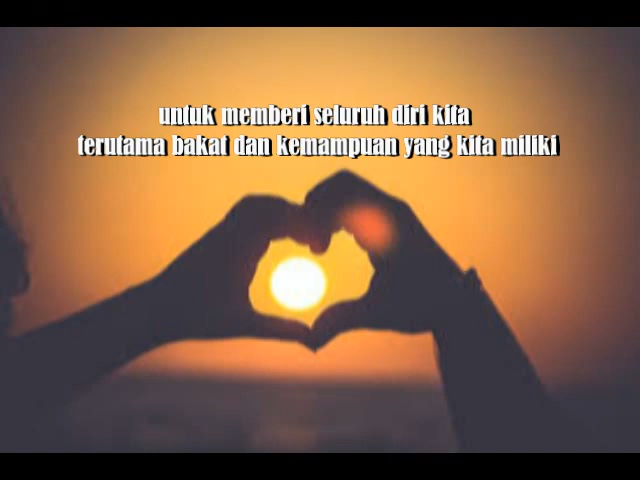 untuk memberi seluruh diri kita
terutama bakat dan kemampuan yang kita miliki